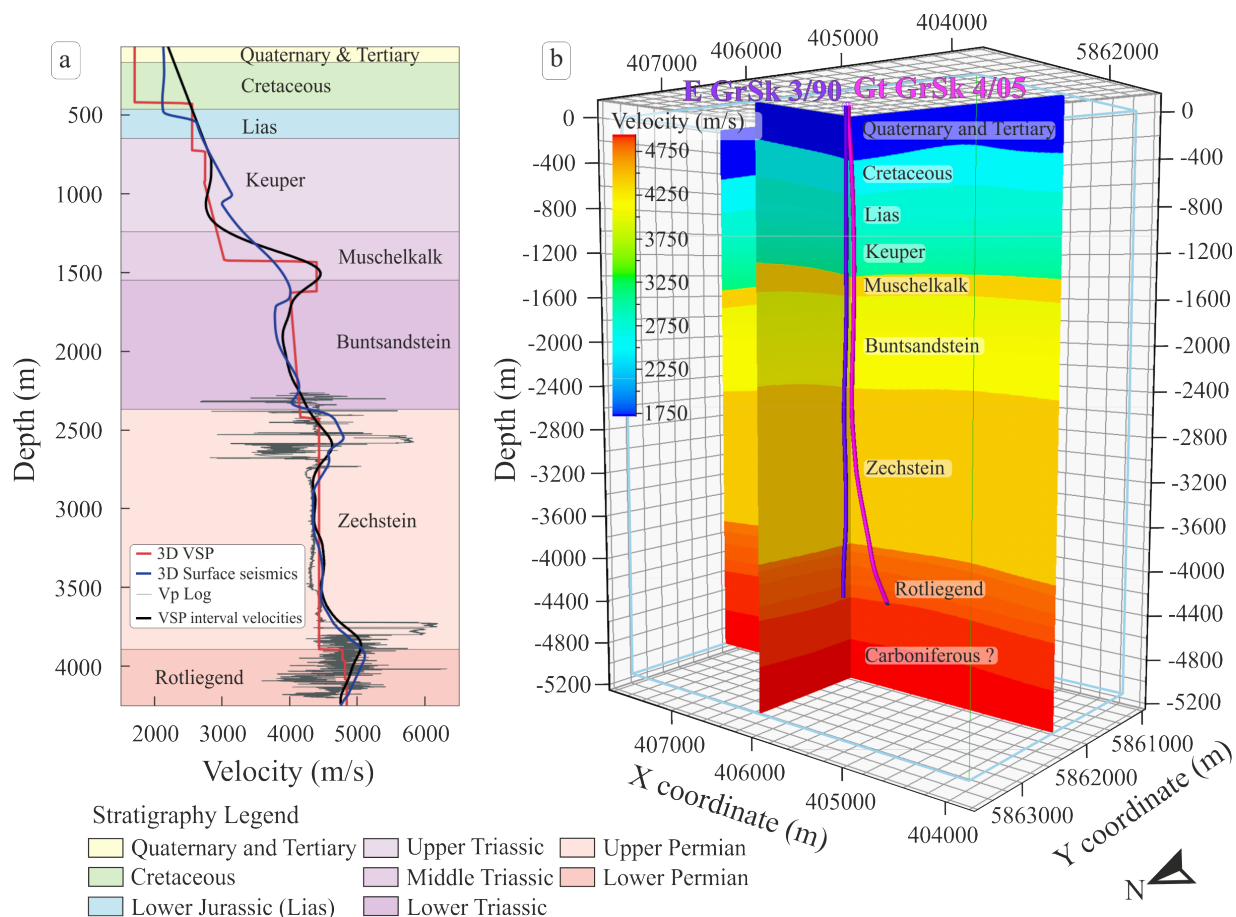 a
Quaternary & Tertiary
Cretaceous
Lias
Keuper
Muschelkalk
Buntsandstein
Zechstein
Rotliegend
500
1000
1500
2000
2500
3000
3500
4000
Depth (m)
3D VSP
3D Surface seismics
Vp Log
VSP interval velocities
2000 3000 4000 5000 6000
Velocity (m/s)
b
407000 406000 405000 404000
5862000
E GrSk 3/90 Gt GrSk 4/05
Velocity (m/s)
4750
4250
3750
3250
2750
2250
1750
0
-400
-800
-1200
-1600
-2000
-2400
-2800
-3200
-3600
-4000
-4400
-4800
-5200
Depth (m)
Quaternary and Tertiary
Cretaceous
Lias
Keuper
Muschelkalk
Buntsandstein
Zechstein
Rotliegend
Carboniferous ?
0
-400
-800
-1200
-1600
-2000
-2400
-2800
-3200
-3600
-4000
-4400
-4800
-5200
407000
406000
405000
404000
X coordinate (m)
5861000
5862000
5863000
Y coordinate (m)
N
Stratigraphy Legend
Quaternary and Tertiary Upper Triassic Upper Permian
Cretaceous Middle Triassic Lower Permian
Lower Jurassic (Lias) Lower Triassic